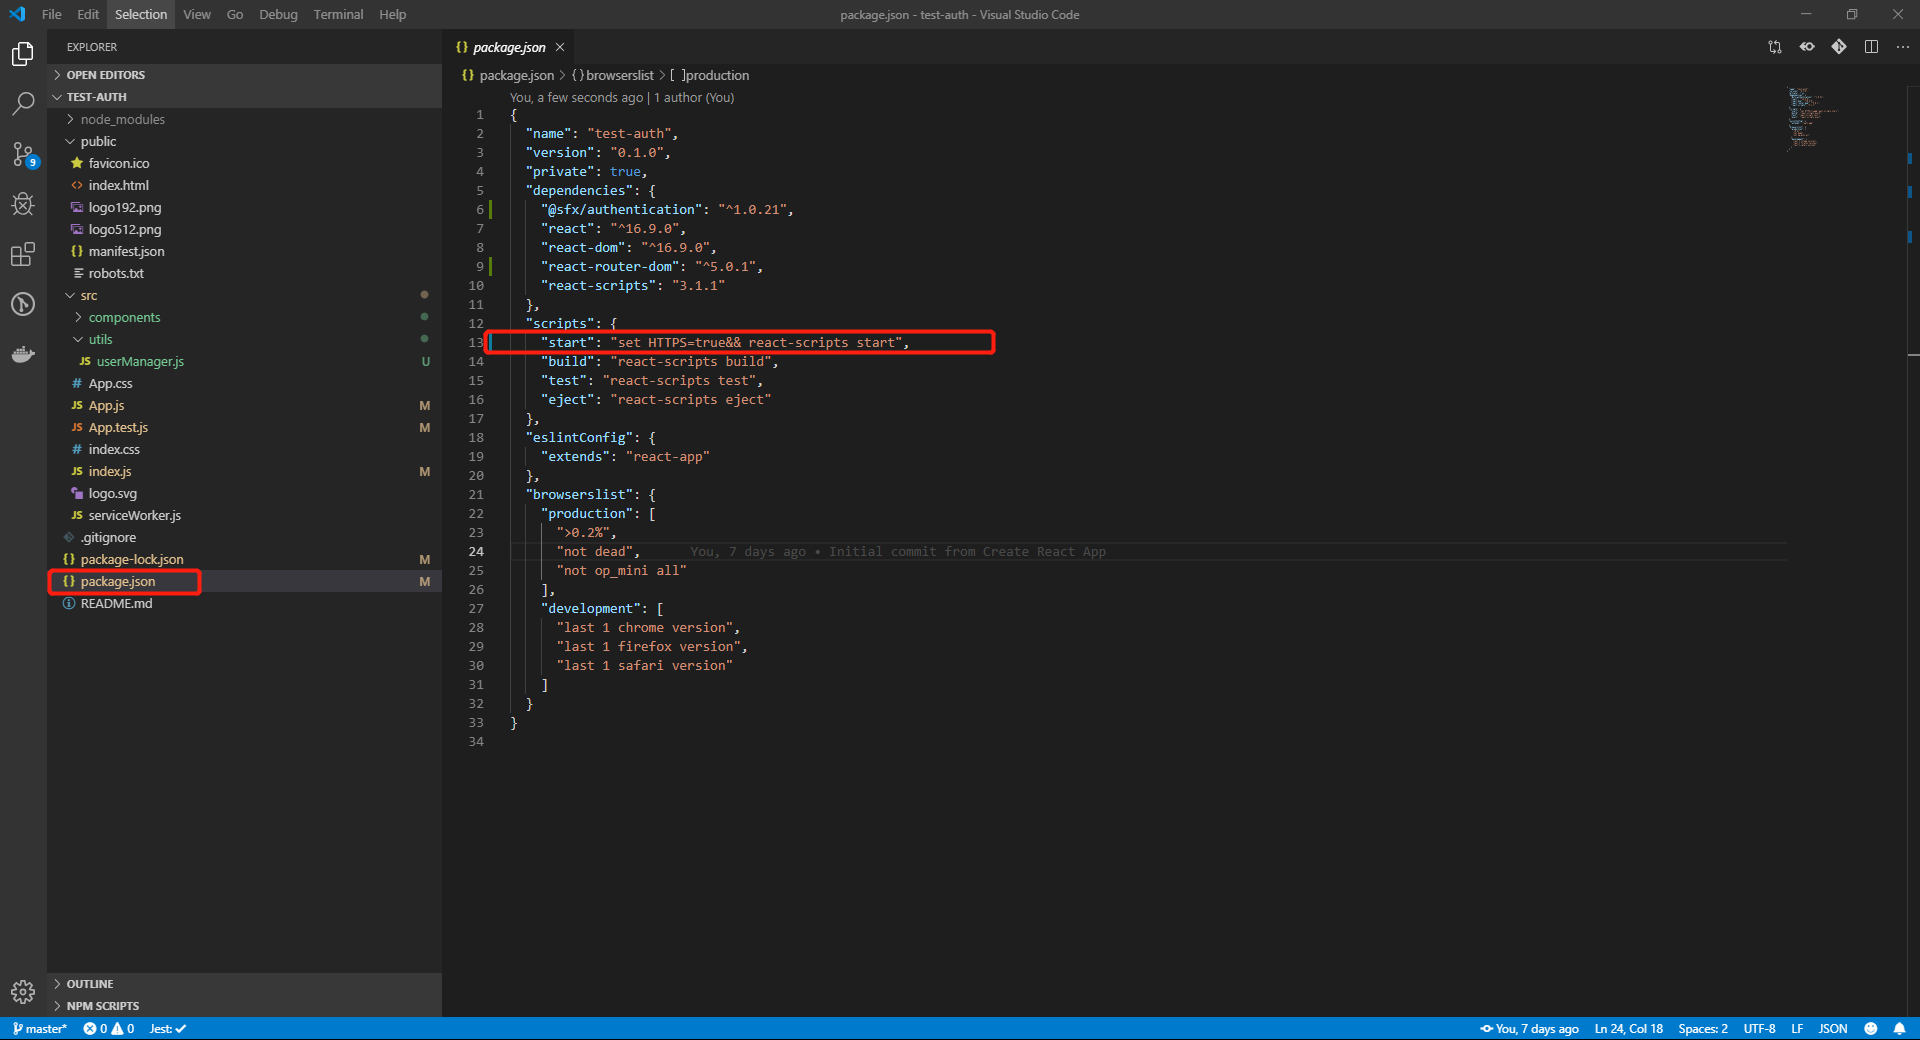 File Edit Selection View Go Debug Terminal Help
package.json - test-auth - Visual Studio Code
EXPLORER
OPEN EDITORS
TEST-AUTH
node_modules
public
favicon.ico
index.html
logo192.png
logo512.png
{} manifest.json
robots.txt
src
components
utils
JS userManager.js U
# App.css
JS App.js M
JS App.test.js M
# index.css
JS index.js M
logo.svg
JS serviceWorker.js
.gitignore
{} package-lock.json M
{} package.json M
README.md
OUTLINE
NPM SCRIPTS
9
{} package.json ×
{} package.json > {} browserslist > [ ] production
You, a few seconds ago | 1 author (You)
1 {
2 "name": "test-auth",
3 "version": "0.1.0",
4 "private": true,
5 "dependencies": {
6 "@sfx/authentication": "^1.0.21",
7 "react": "^16.9.0",
8 "react-dom": "^16.9.0",
9 "react-router-dom": "^5.0.1",
10 "react-scripts": "3.1.1"
11 },
12 "scripts": {
13 "start": "set HTTPS=true&& react-scripts start",
14 "build": "react-scripts build",
15 "test": "react-scripts test",
16 "eject": "react-scripts eject"
17 },
18 "eslintConfig": {
19 "extends": "react-app"
20 },
21 "browserslist": {
22 "production": [
23 ">0.2%",
24 "not dead", You, 7 days ago • Initial commit from Create React App
25 "not op_mini all"
26 ],
27 "development": [
28 "last 1 chrome version",
29 "last 1 firefox version",
30 "last 1 safari version"
31 ]
32 }
33 }
34
master* 0 0 Jest: ✓
You, 7 days ago Ln 24, Col 18 Spaces: 2 UTF-8 LF JSON